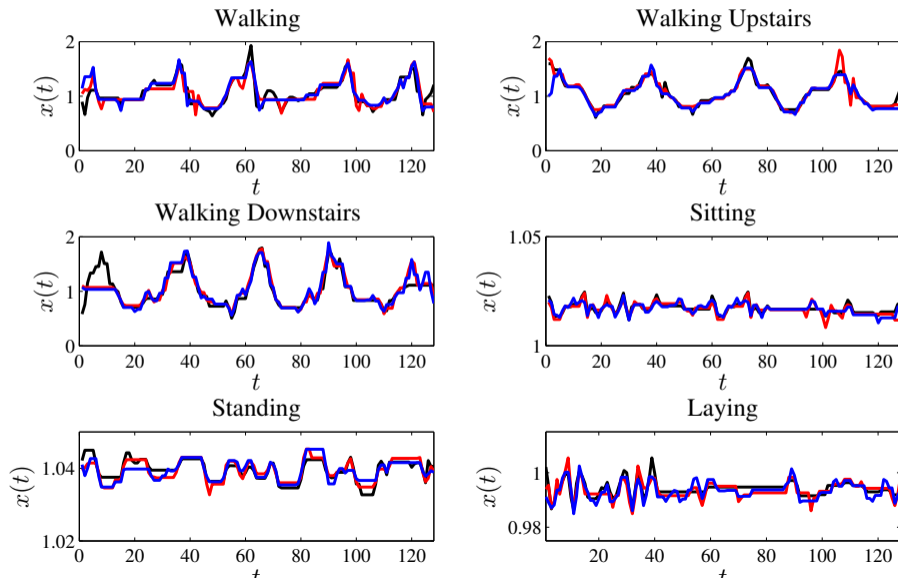 Walking
2
1
0
x(t)
0 20 40 60 80 100 120
t
Walking Upstairs
2
1
0
x(t)
0 20 40 60 80 100 120
t
Walking Downstairs
2
1
0
x(t)
0 20 40 60 80 100 120
t
Sitting
1.05
1
x(t)
0 20 40 60 80 100 120
t
Standing
1.04
1.02
x(t)
0 20 40 60 80 100 120
t
Laying
1
0.98
x(t)
20 40 60 80 100 120
t